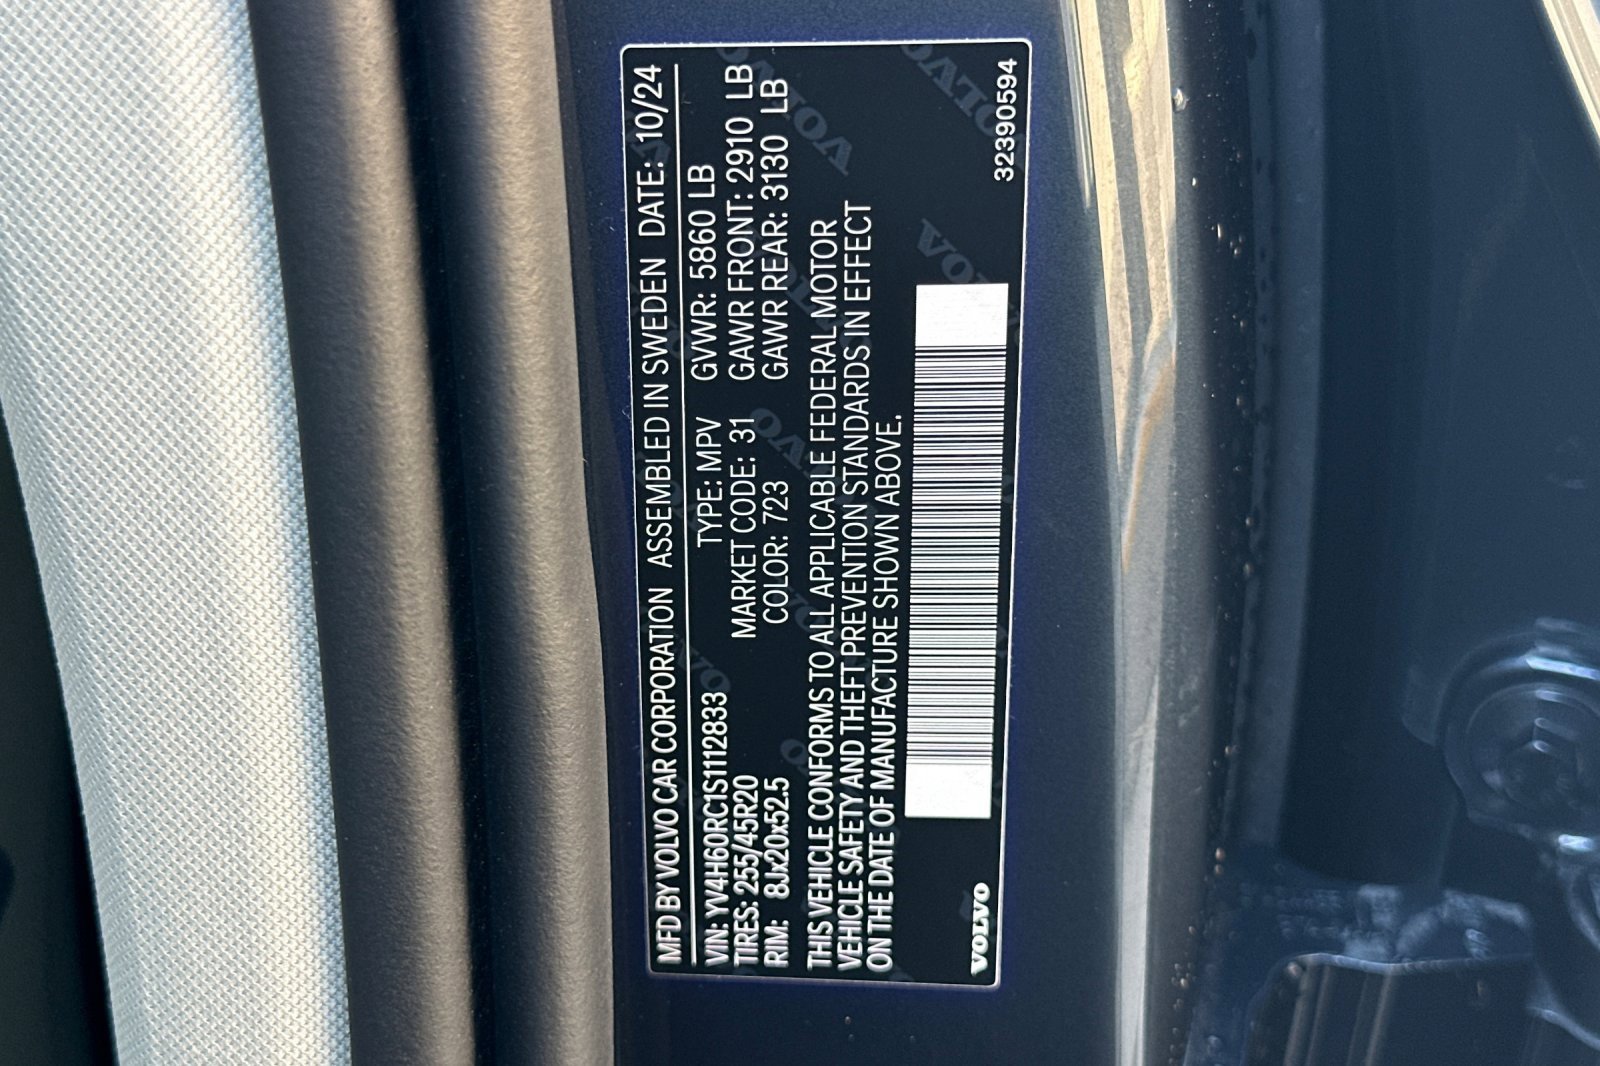 MFD BY VOLVO CAR CORPORATION ASSEMBLED IN SWEDEN DATE: 10/24
VIN: YV4H60RC1S1112833 TYPE: MPV GVWR: 5860 LB
TIRES: 255/45R20 MARKET CODE: 31 GAWR FRONT: 2910 LB
RIM: 8Jx20x52.5 COLOR: 723 GAWR REAR: 3130 LB
THIS VEHICLE CONFORMS TO ALL APPLICABLE FEDERAL MOTOR
VEHICLE SAFETY AND THEFT PREVENTION STANDARDS IN EFFECT
ON THE DATE OF MANUFACTURE SHOWN ABOVE.
VOLVO 32390594